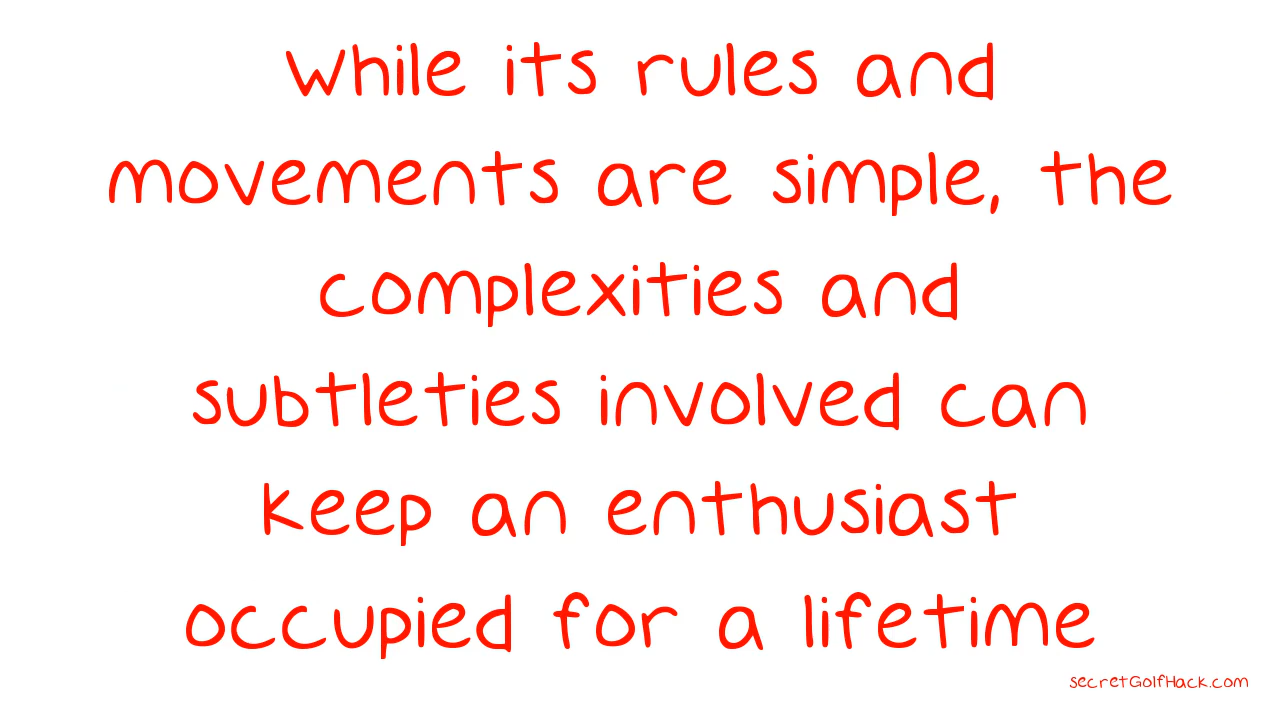 While its rules and
movements are simple, the
complexities and
subtleties involved can
keep an enthusiast
occupied for a lifetime
secretGolfHack.com